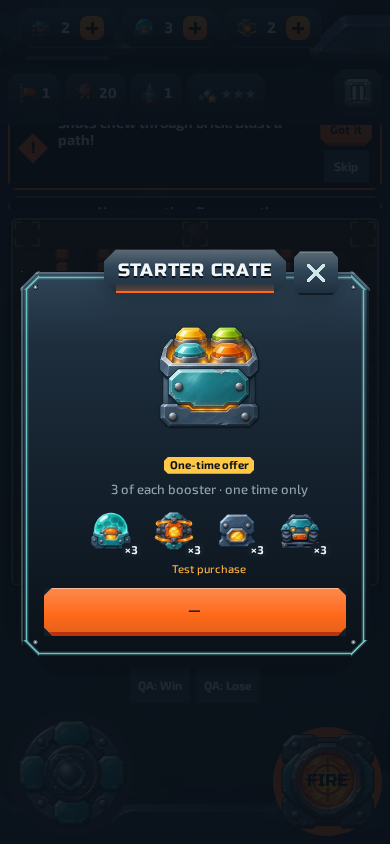 2
3
2
1
20
1
path!
Got it
Skip
STARTER CRATE
One-time offer
3 of each booster · one time only
×3
×3
×3
×3
Test purchase
—
QA: Win
QA: Lose
FIRE